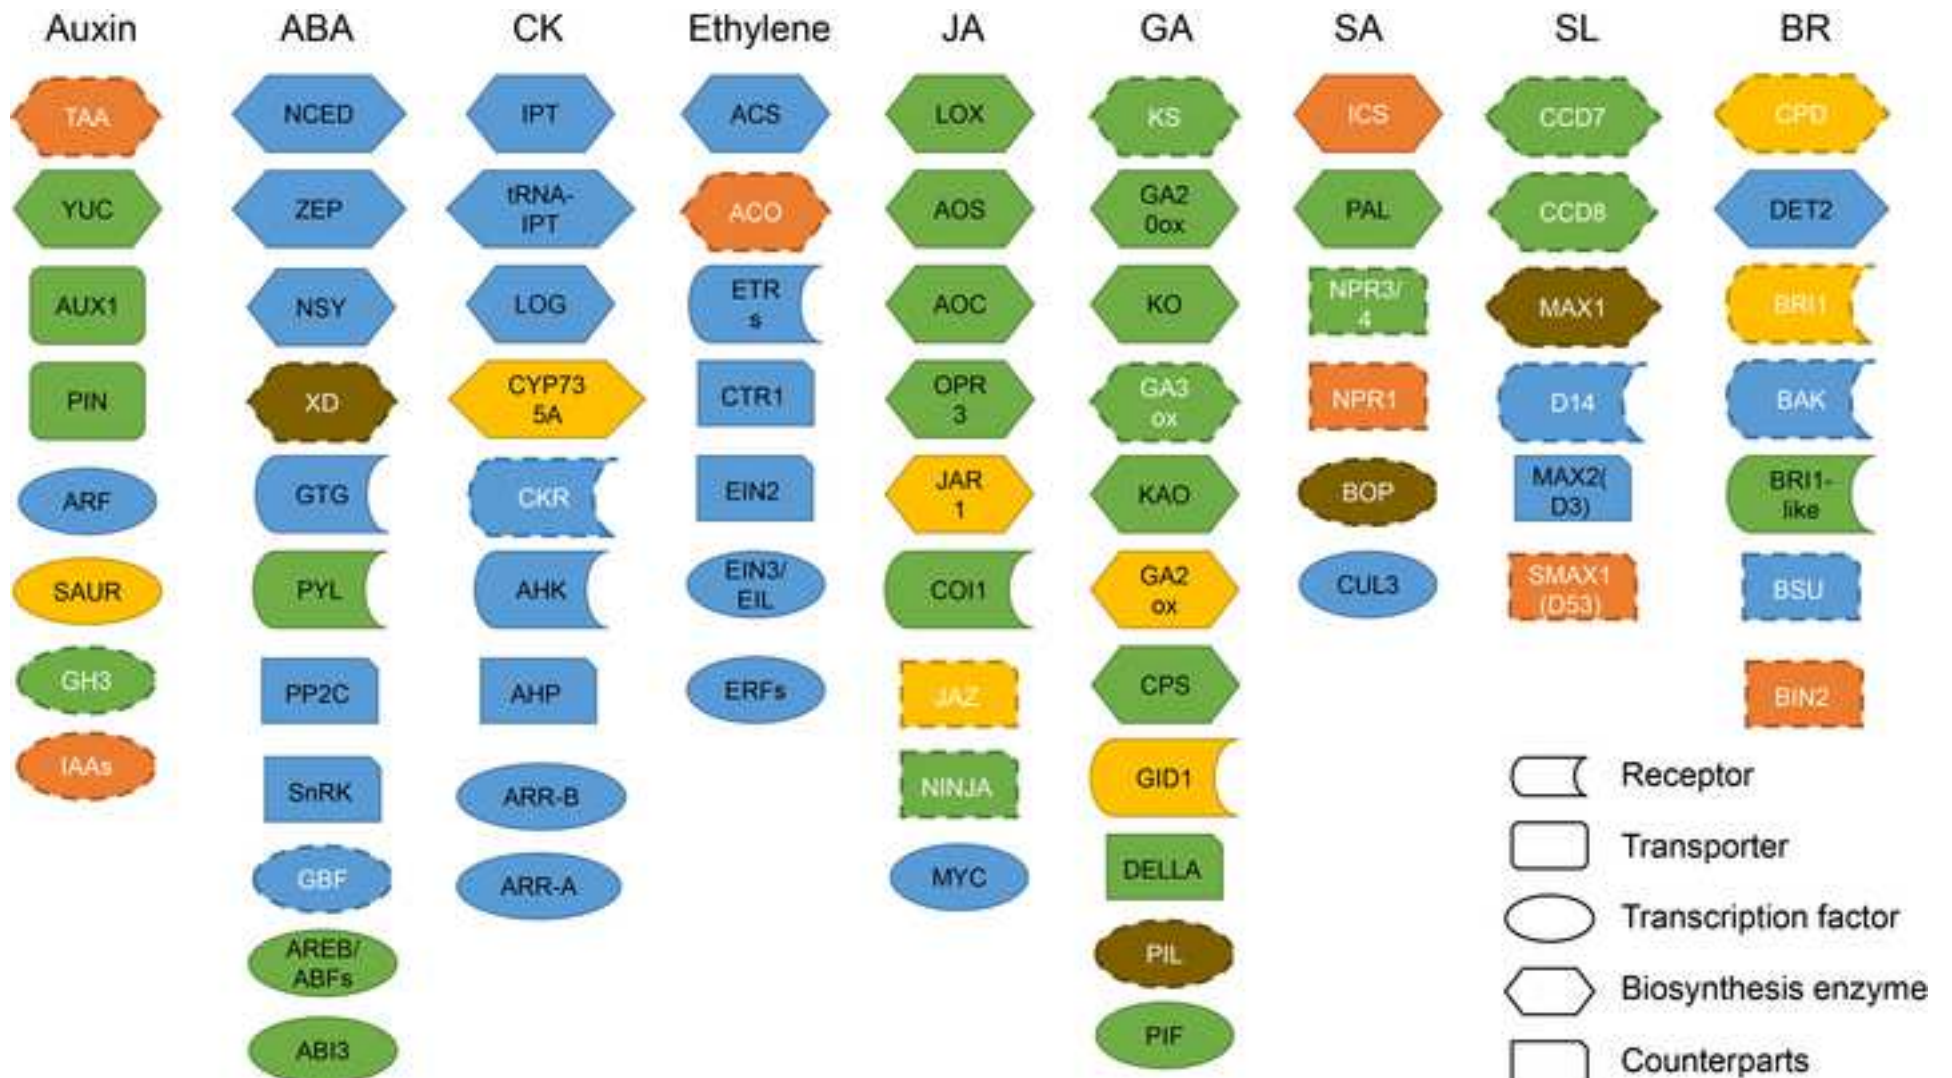 Auxin
ABA
CK
Ethylene
JA
GA
SA
SL
BR
TAA
NCED
IPT
ACS
LOX
KS
ICS
CCD7
CPD
YUC
ZEP
tRNA-
IPT
ACO
AOS
GA2
0ox
PAL
CCD8
DET2
AUX1
NSY
LOG
ETR
s
AOC
KO
NPR3/
4
MAX1
BRI1
PIN
XD
CYP73
5A
CTR1
OPR
3
GA3
ox
NPR1
D14
BAK
ARF
GTG
CKR
EIN2
JAR
1
KAO
BOP
MAX2(
D3)
BRI1-
like
SAUR
PYL
AHK
EIN3/
EIL
COI1
GA2
ox
CUL3
SMAX1
(D53)
BSU
GH3
PP2C
AHP
ERFs
JAZ
CPS
BIN2
IAAs
SnRK
ARR-B
NINJA
GID1
Receptor
GBF
ARR-A
MYC
DELLA
Transporter
AREB/
ABFs
PIL
Transcription factor
ABI3
PIF
Biosynthesis enzyme
Counterparts